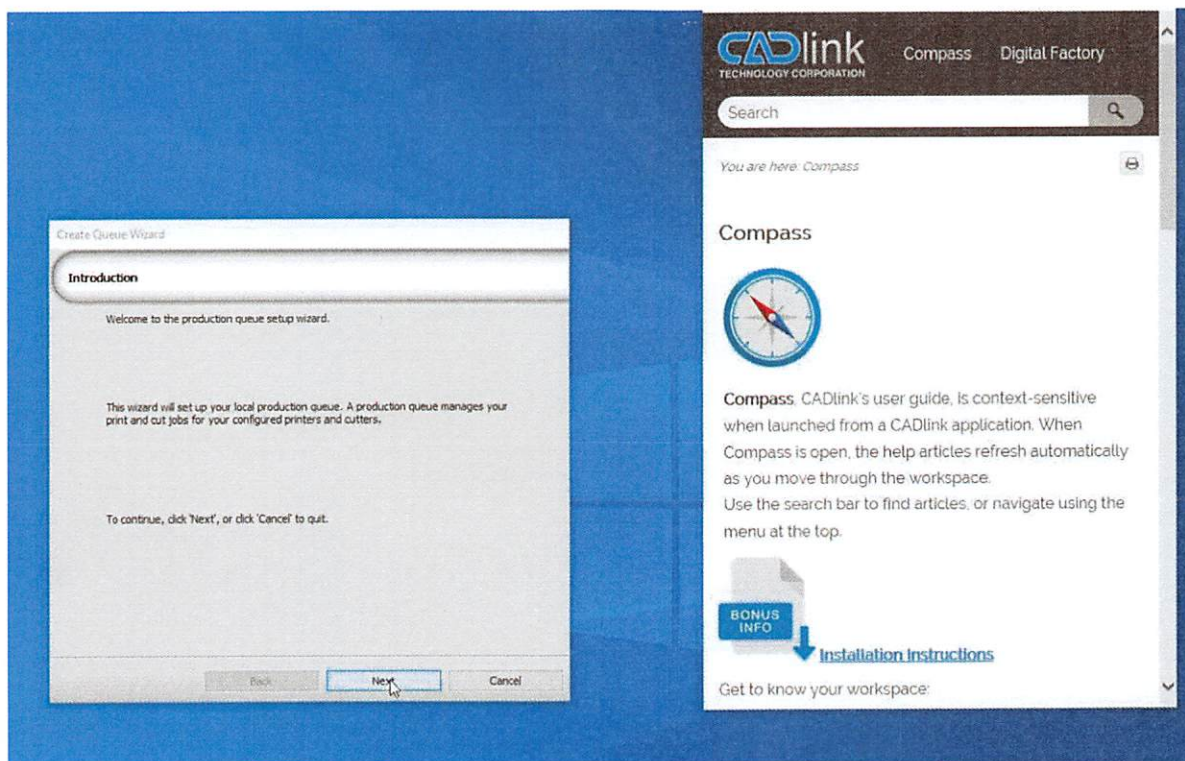 Create Queue Wizard
Introduction
Welcome to the production queue setup wizard.
This wizard will set up your local production queue. A production queue manages your
print and cut jobs for your configured printers and cutters.
To continue, click 'Next', or click 'Cancel' to quit.
Back
Next
Cancel
CADlink
TECHNOLOGY CORPORATION
Compass
Digital Factory
Search
You are here: Compass
Compass
Compass, CADlink's user guide, is context-sensitive
when launched from a CADlink application. When
Compass is open, the help articles refresh automatically
as you move through the workspace.
Use the search bar to find articles, or navigate using the
menu at the top.
BONUS
INFO
Installation Instructions
Get to know your workspace: